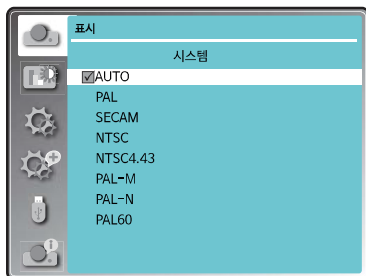 표시
시스템
AUTO
PAL
SECAM
NTSC
NTSC4.43
PAL-M
PAL-N
PAL60